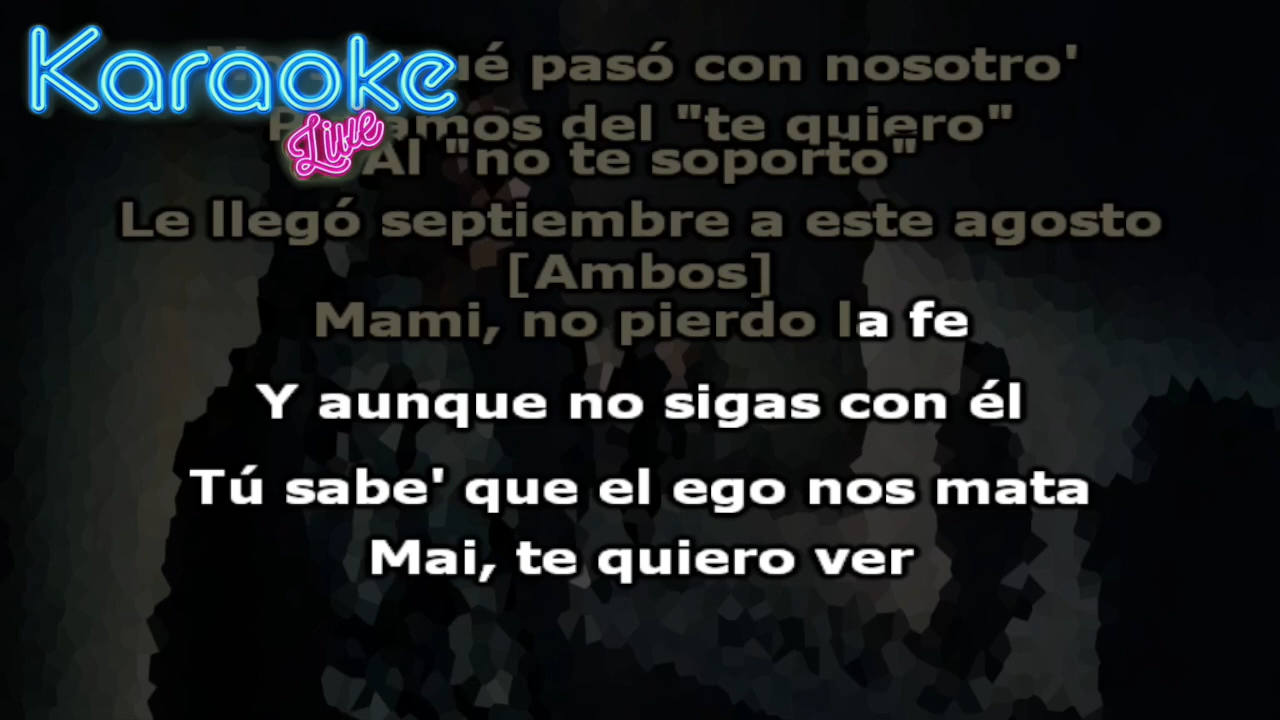 Karaoke
Live
pasó con nosotro'
del "te quiero"
Al "no te soporto"
Le llegó septiembre a este agosto
[Ambos]
Mami, no pierdo la fe
Y aunque no sigas con él
Tú sabe' que el ego nos mata
Mai, te quiero ver